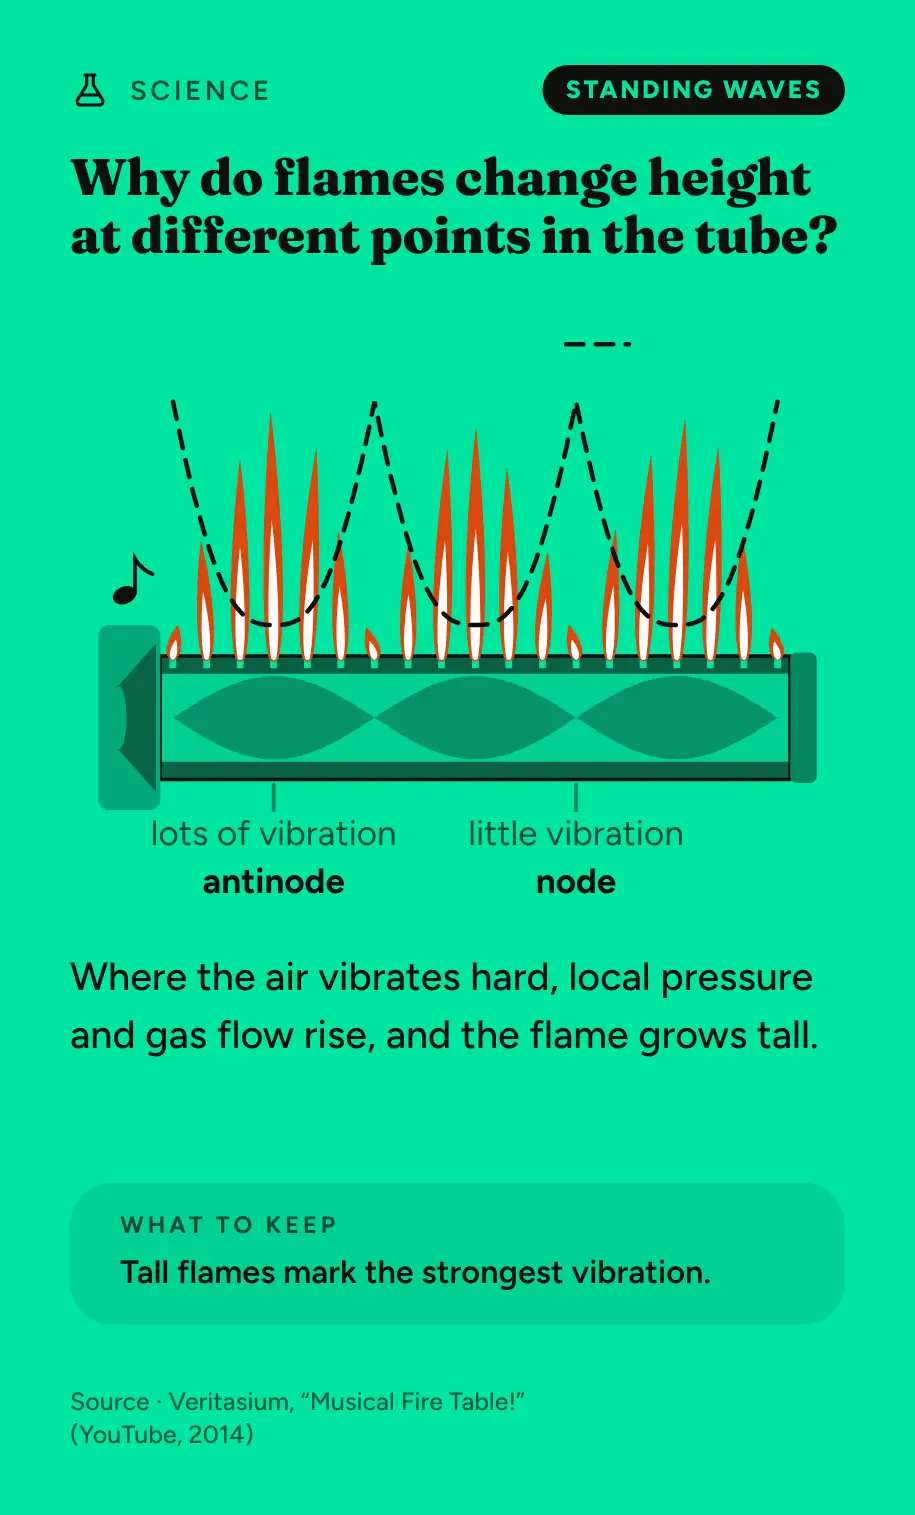 SCIENCE
STANDING WAVES
Why do flames change height
at different points in the tube?
lots of vibration
antinode
little vibration
node
Where the air vibrates hard, local pressure
and gas flow rise, and the flame grows tall.
WHAT TO KEEP
Tall flames mark the strongest vibration.
Source · Veritasium, “Musical Fire Table!”
(YouTube, 2014)